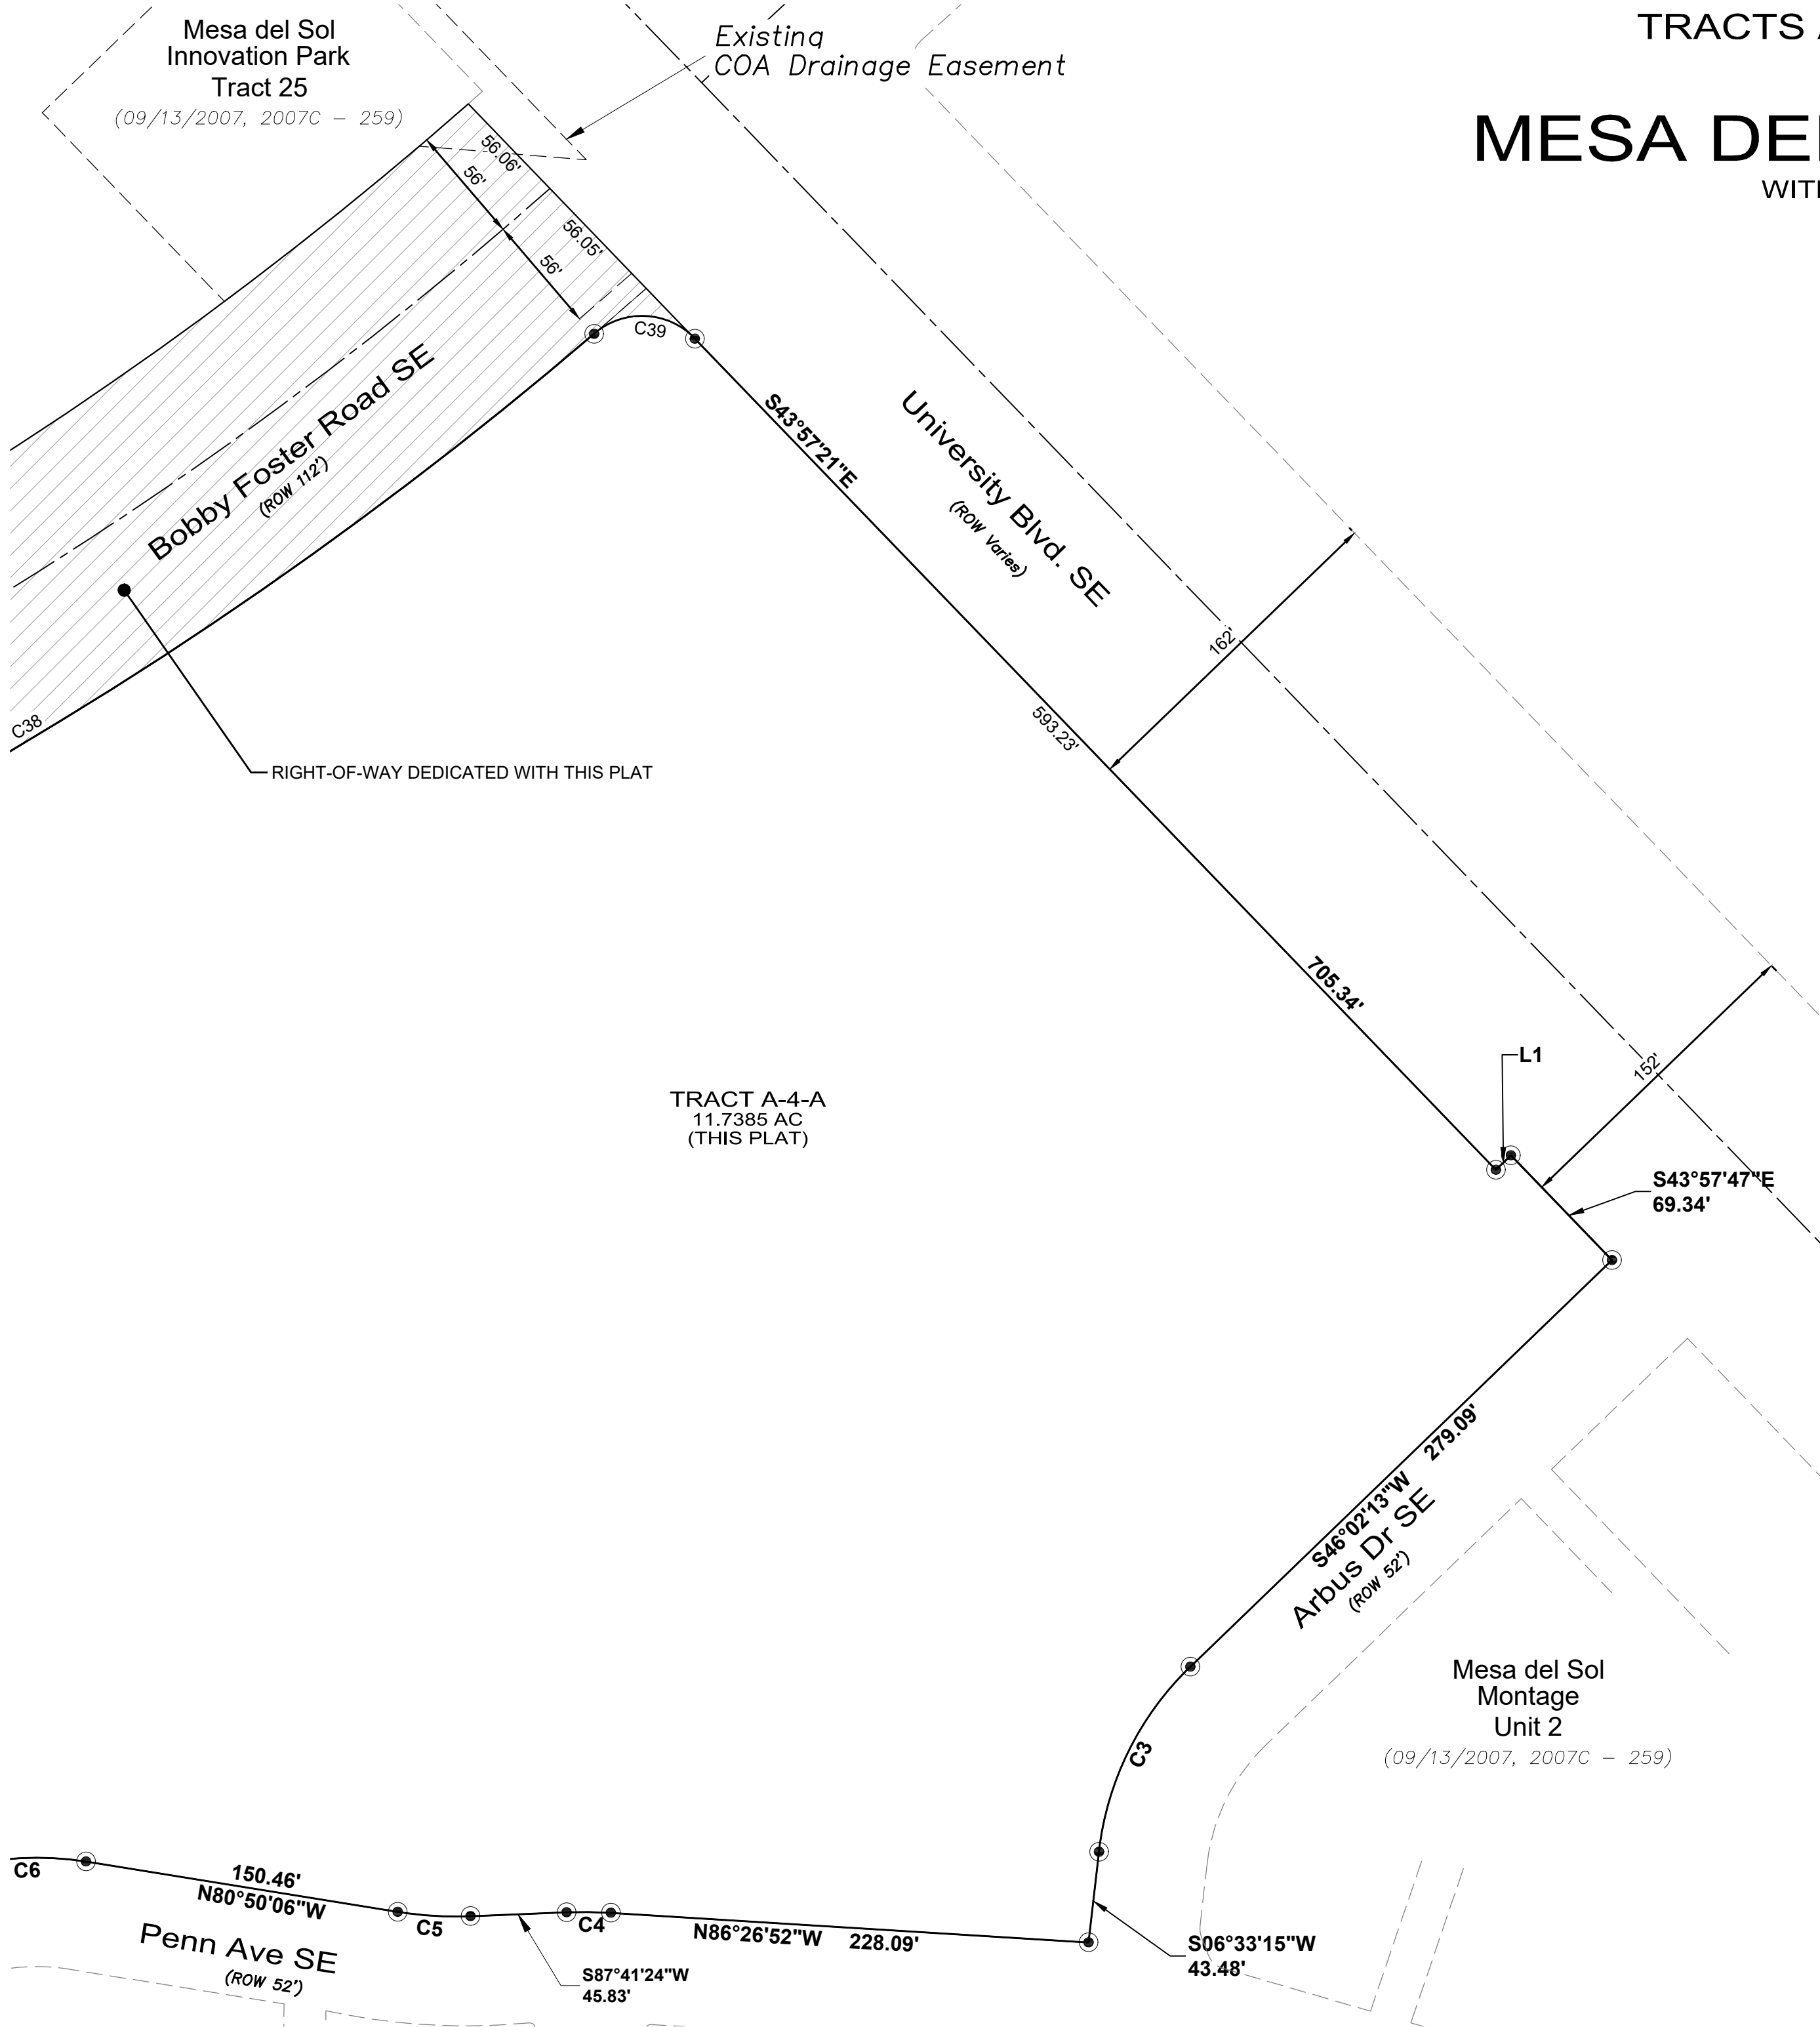 Mesa del Sol
Innovation Park
Tract 25
(09/13/2007, 2007C - 259)
Existing
COA Drainage Easement
TRACTS
MESA DE
WIT
56.06'
56'
56.05'
56'
C39
Bobby Foster Road SE
(ROW 112')
S43°57'21"E
University Blvd. SE
(ROW Varies)
162'
C38
593.23'
RIGHT-OF-WAY DEDICATED WITH THIS PLAT
705.34'
L1
152'
TRACT A-4-A
11.7385 AC
(THIS PLAT)
S43°57'47"E
69.34'
S46°02'13"W 279.09'
Arbus Dr SE
(ROW 52')
Mesa del Sol
Montage
Unit 2
(09/13/2007, 2007C - 259)
C3
C6
150.46'
N80°50'06"W
C5
C4
N86°26'52"W 228.09'
S06°33'15"W
43.48'
Penn Ave SE
(ROW 52')
S87°41'24"W
45.83'